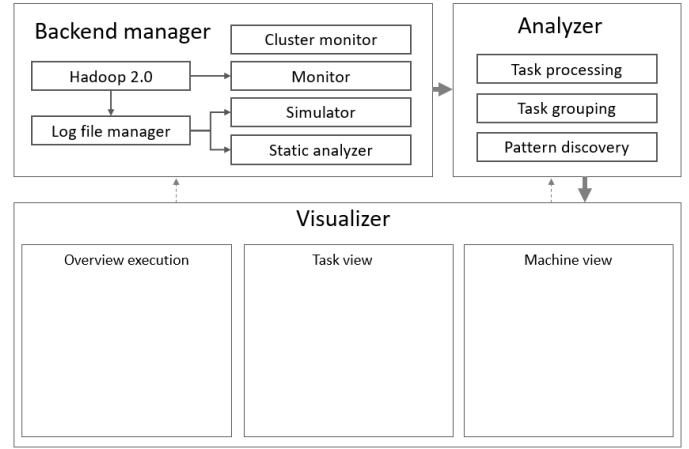 Backend manager
Cluster monitor
Hadoop 2.0
Monitor
Simulator
Log file manager
Static analyzer
Analyzer
Task processing
Task grouping
Pattern discovery
Visualizer
Overview execution
Task view
Machine view